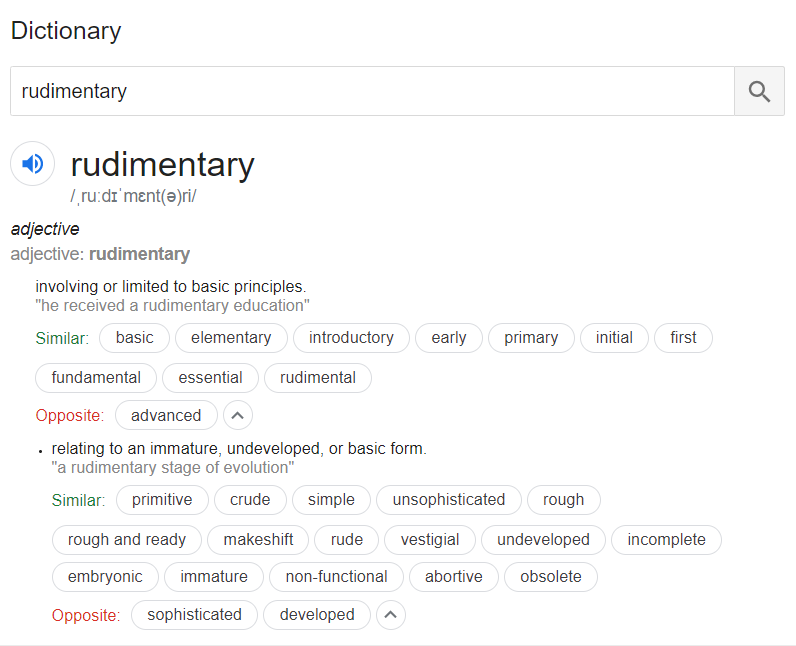 Dictionary
rudimentary
rudimentary
/ˌruːdɪˈmɛnt(ə)ri/
adjective
adjective: rudimentary
involving or limited to basic principles.
"he received a rudimentary education"
Similar: basic elementary introductory early primary initial first
fundamental essential rudimental
Opposite: advanced
• relating to an immature, undeveloped, or basic form.
"a rudimentary stage of evolution"
Similar: primitive crude simple unsophisticated rough
rough and ready makeshift rude vestigial undeveloped incomplete
embryonic immature non-functional abortive obsolete
Opposite: sophisticated developed